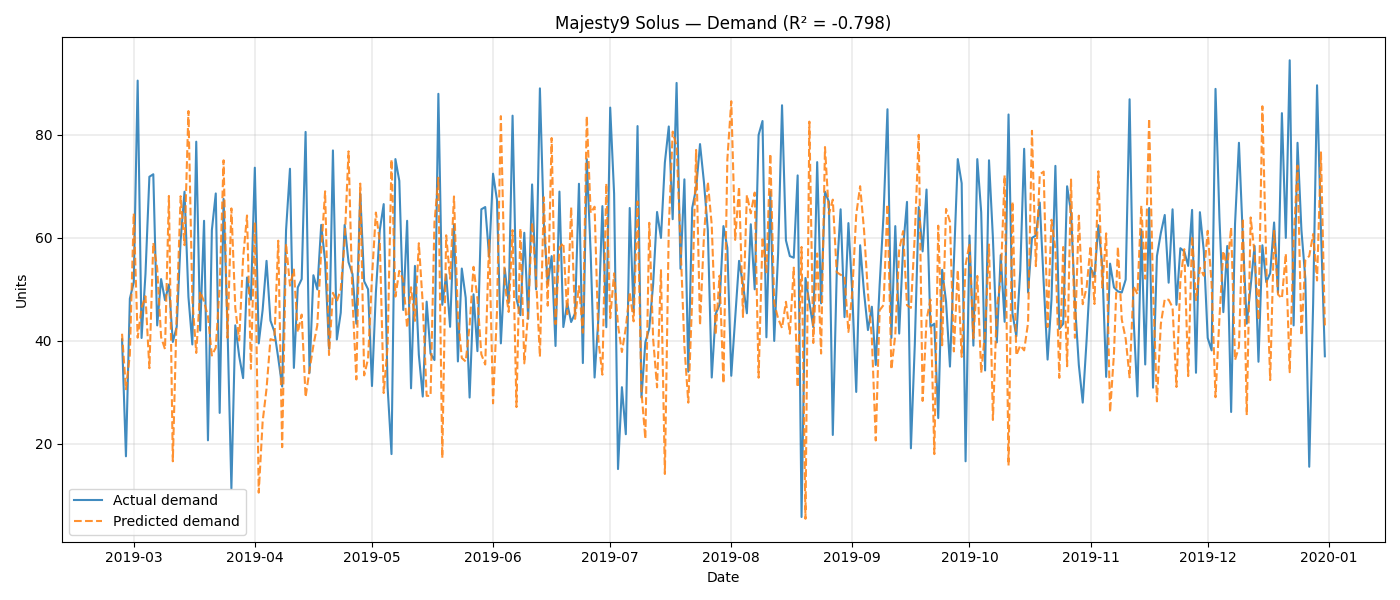 Majesty9 Solus — Demand (R² = -0.798)
Units
80
60
40
20
Actual demand
Predicted demand
2019-03 2019-04 2019-05 2019-06 2019-07 2019-08 2019-09 2019-10 2019-11 2019-12 2020-01
Date